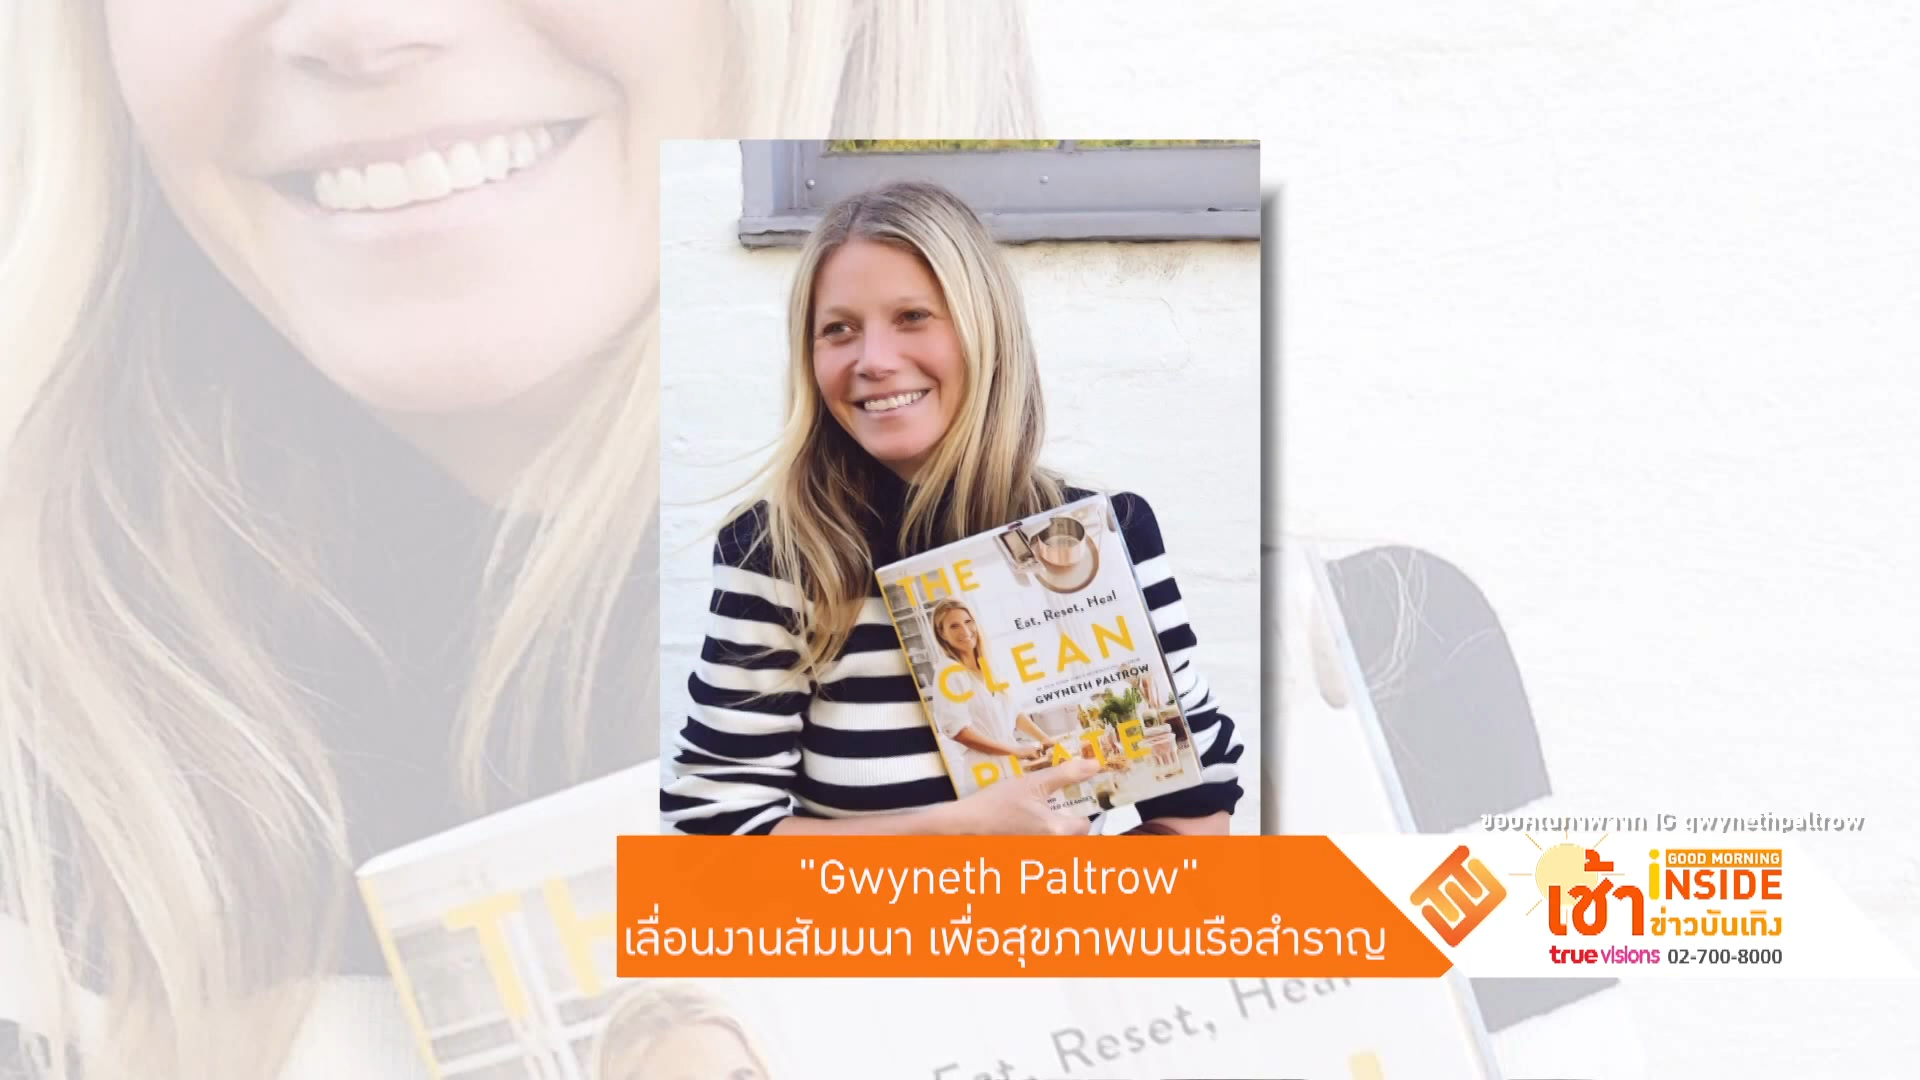 THE
Eat, Reset, Heal
CLEAN
GWYNETH PALTROW
PLATE
ขอบคุณภาพจาก IG gwynethpaltrow
"Gwyneth Paltrow"
เลื่อนงานสัมมนา เพื่อสุขภาพบนเรือสำราญ
GOOD MORNING
เช้า iNSIDE
ข่าวบันเทิง
truevisions 02-700-8000
Eat, Reset, Heal